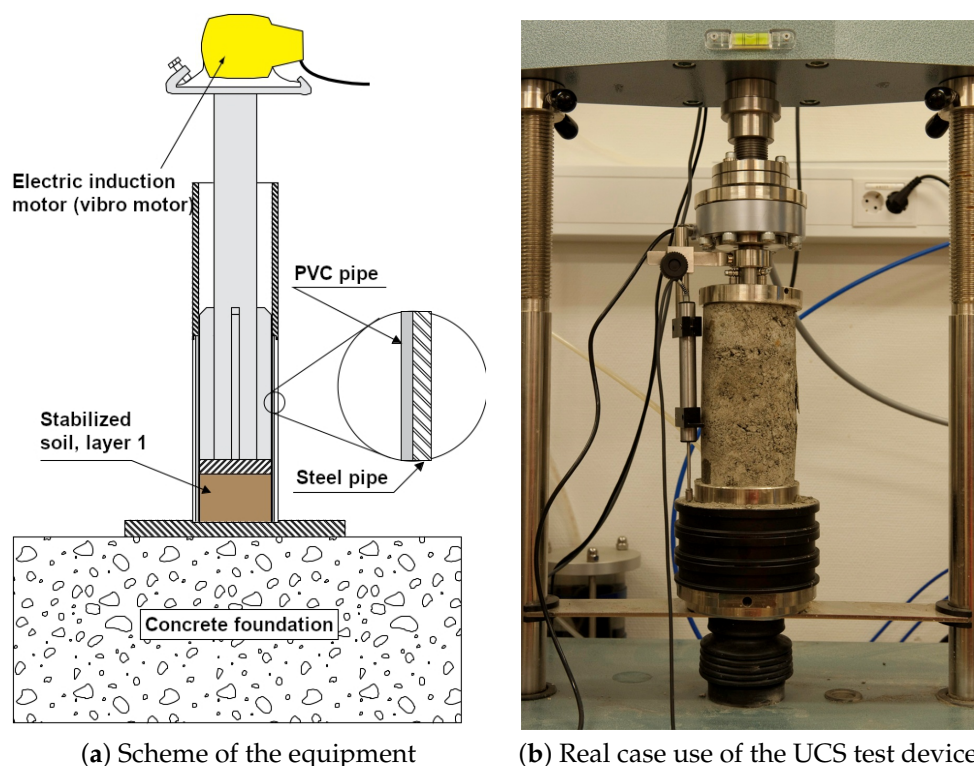 Electric induction
motor (vibro motor)
PVC pipe
Stabilized
soil, layer 1
Steel pipe
Concrete foundation
(a) Scheme of the equipment
(b) Real case use of the UCS test device